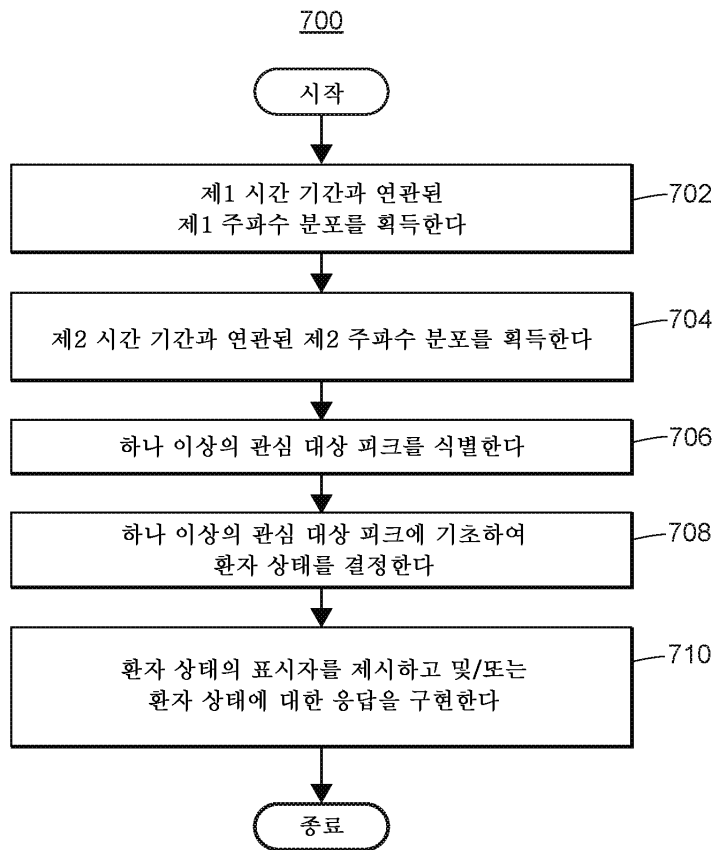 700
시작
제1 시간 기간과 연관된
제1 주파수 분포를 획득한다
702
제2 시간 기간과 연관된 제2 주파수 분포를 획득한다
704
하나 이상의 관심 대상 피크를 식별한다
706
하나 이상의 관심 대상 피크에 기초하여
환자 상태를 결정한다
708
환자 상태의 표시자를 제시하고 및/또는
환자 상태에 대한 응답을 구현한다
710
종료